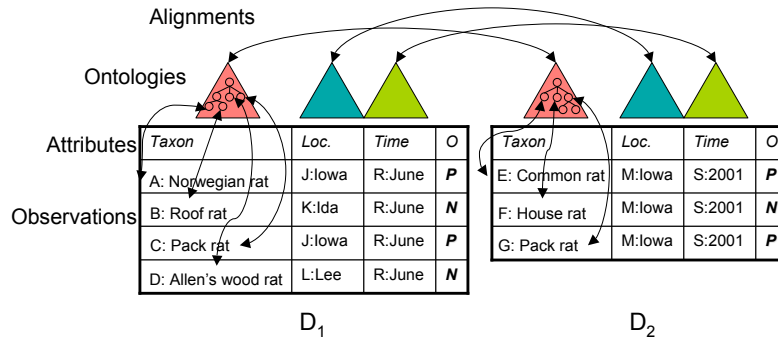 Alignments
Ontologies
Attributes
Observations
Taxon Loc. Time O
A: Norwegian rat J:Iowa R:June P
B: Roof rat K:Ida R:June N
C: Pack rat J:Iowa R:June P
D: Allen's wood rat L:Lee R:June N
D1
Taxon Loc. Time O
E: Common rat M:Iowa S:2001 P
F: House rat M:Iowa S:2001 N
G: Pack rat M:Iowa S:2001 P
D2